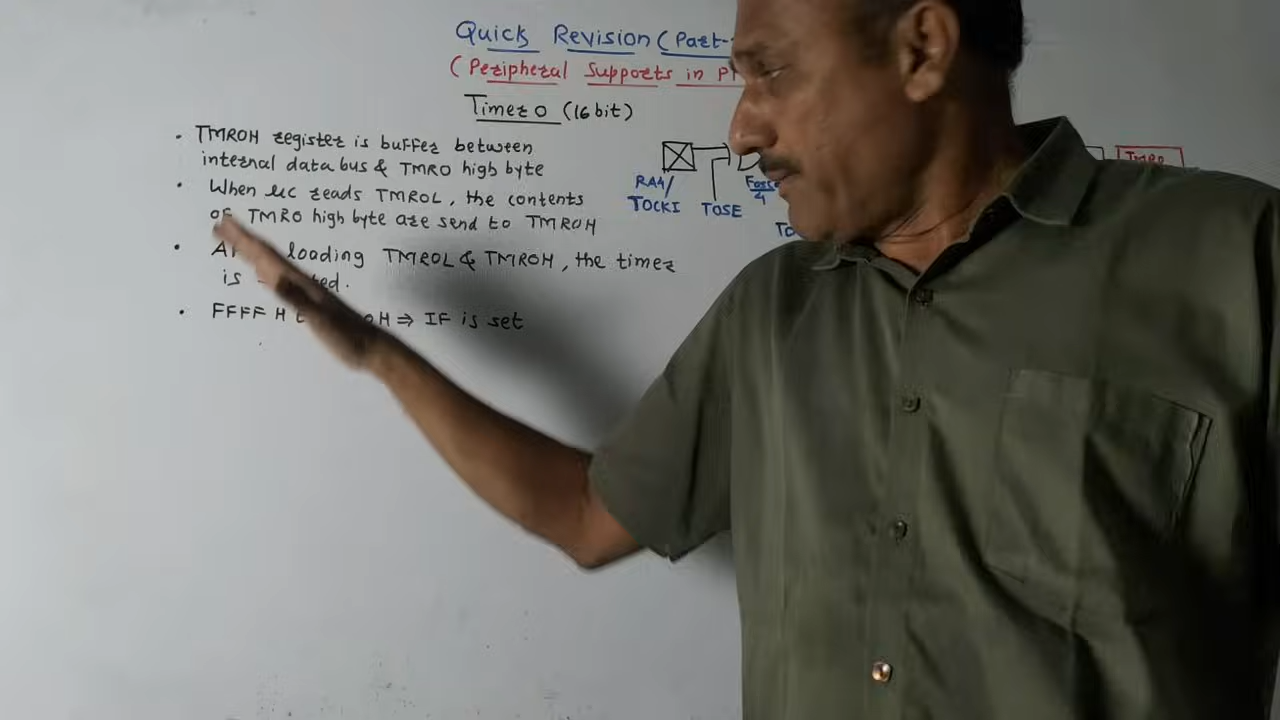 Quick Revision (Part-
(Peripheral Supports in PI
Timer 0 (16 bit)
• TMR0H register is buffer between
internal data bus & TMR0 high byte
• When uc reads TMR0L, the contents
of TMR0 high byte are send to TMR0H
• loading TMR0L & TMR0H, the timer
is
• FFFF H IF is set
RA4/
T0CKI
T0SE
Fosc
4
TMR0